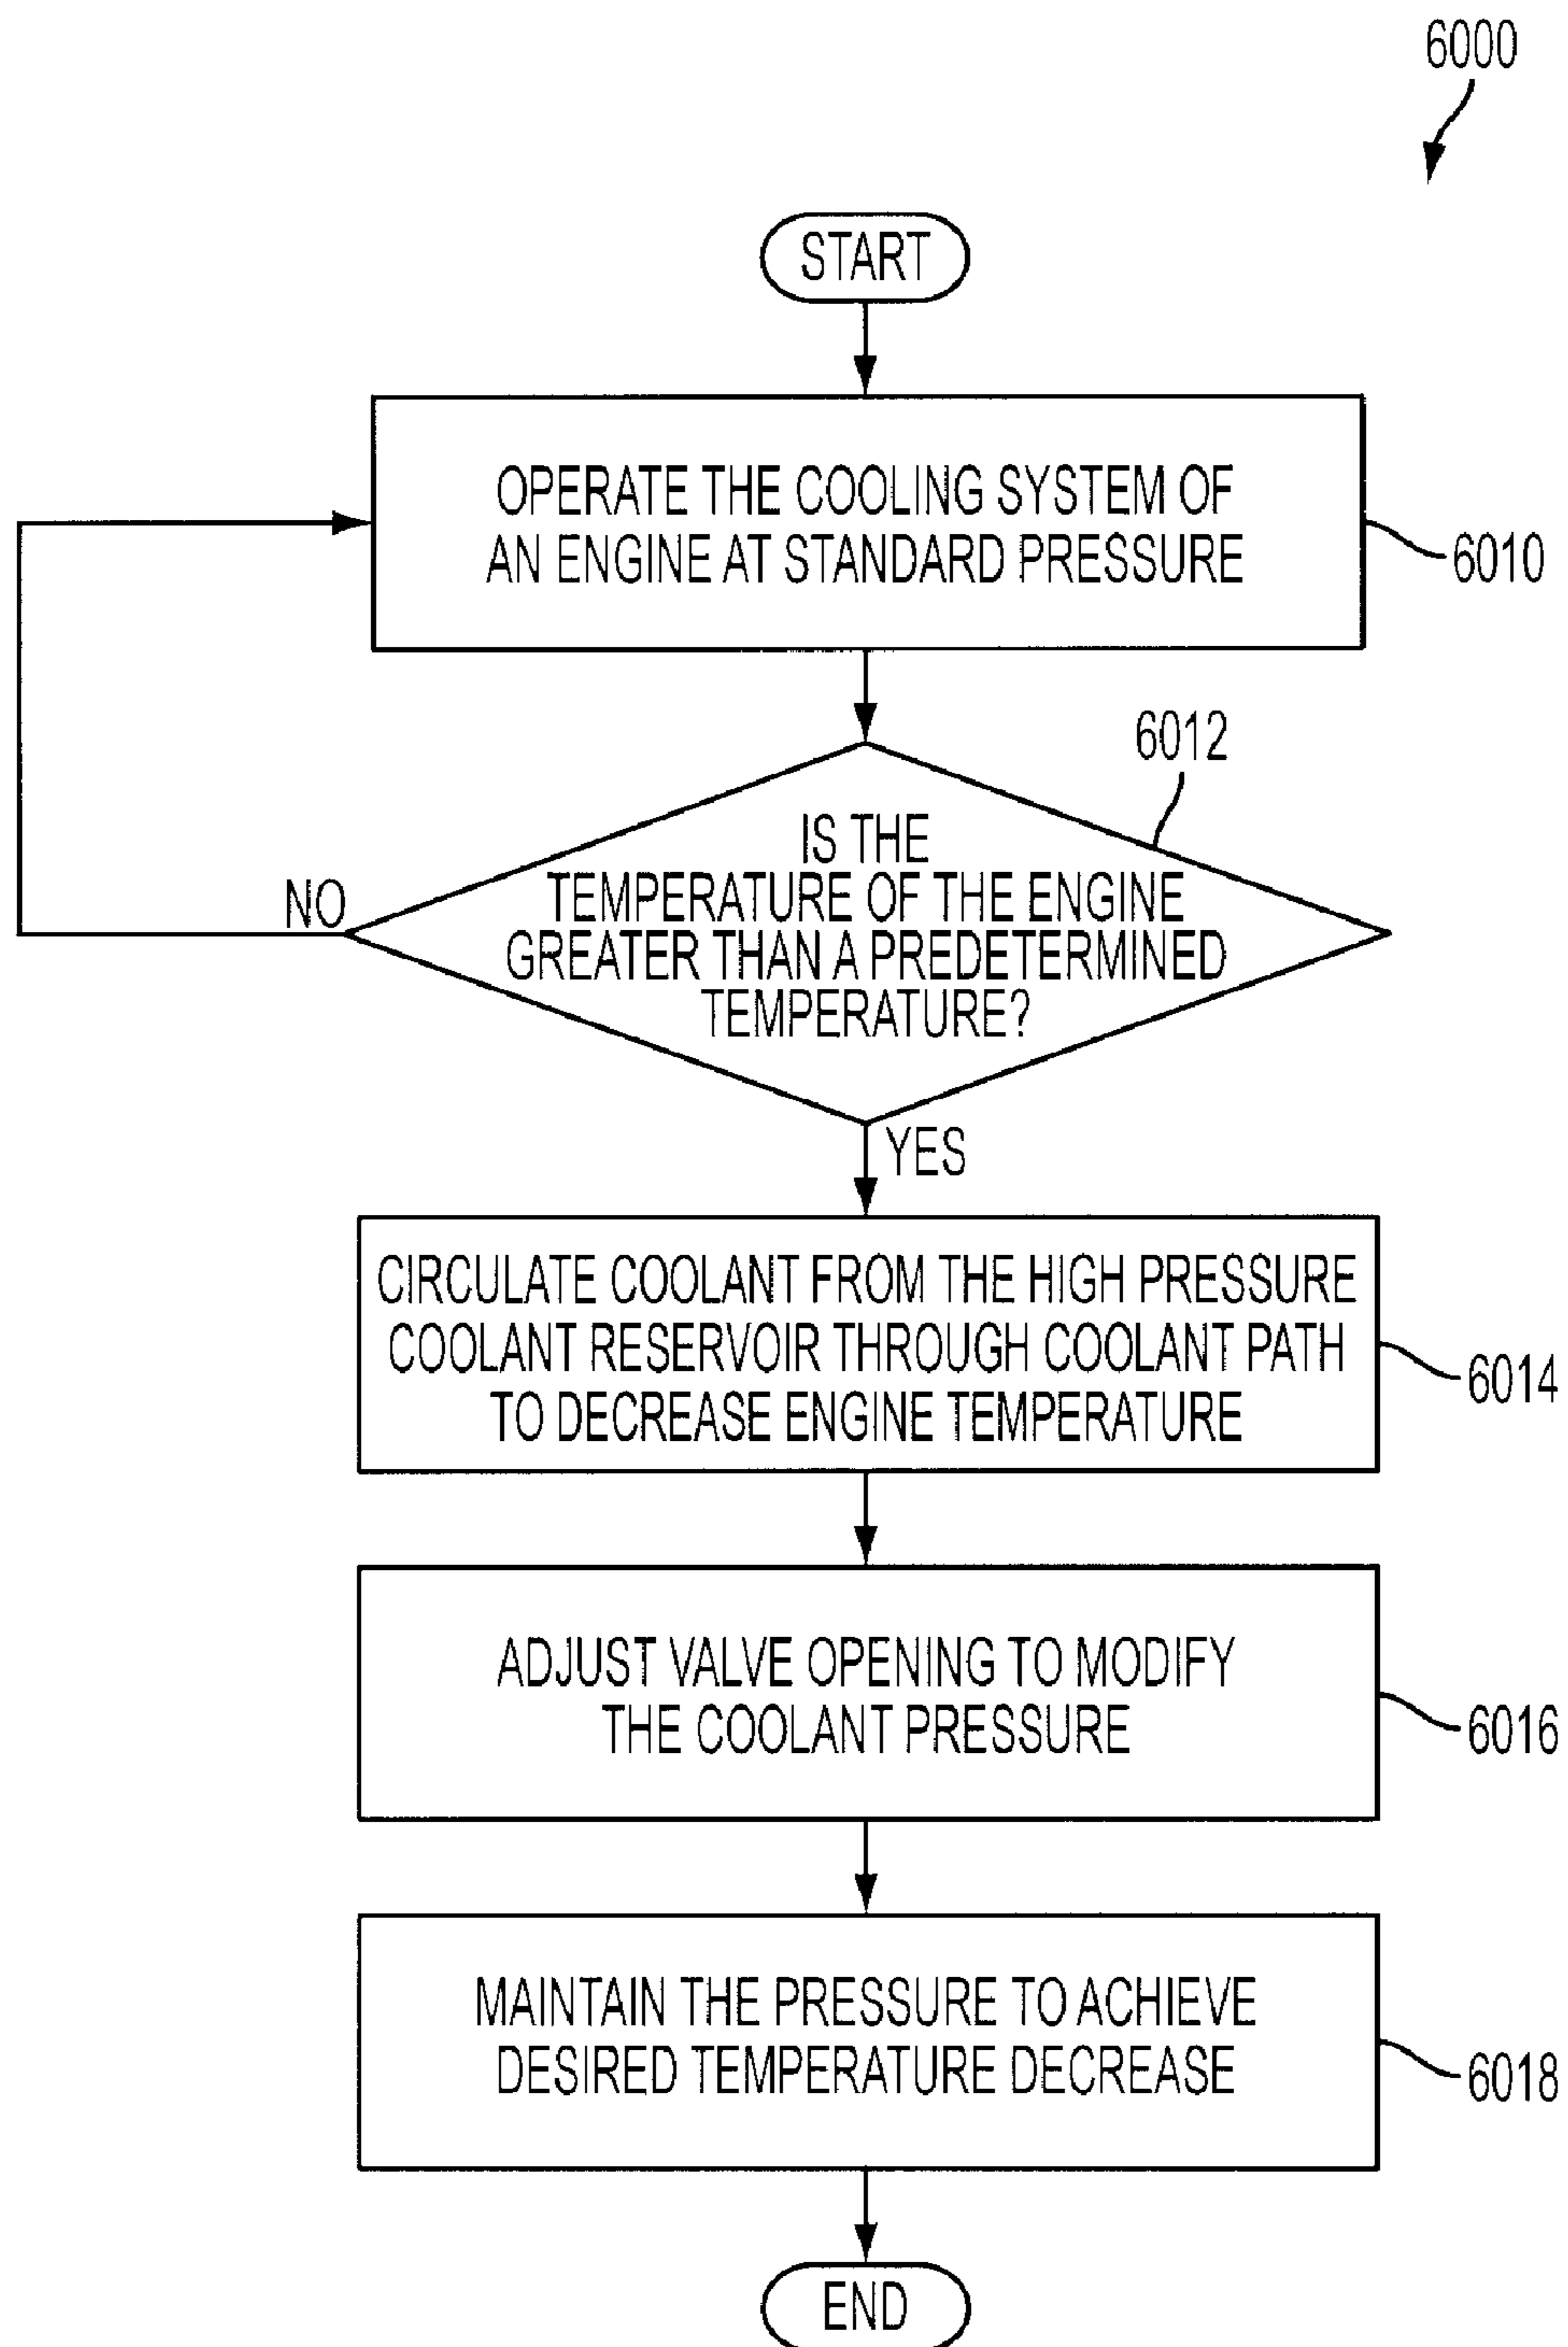 6000
START
OPERATE THE COOLING SYSTEM OF
AN ENGINE AT STANDARD PRESSURE
6010
6012
IS THE
TEMPERATURE OF THE ENGINE
GREATER THAN A PREDETERMINED
TEMPERATURE?
NO
YES
CIRCULATE COOLANT FROM THE HIGH PRESSURE
COOLANT RESERVOIR THROUGH COOLANT PATH
TO DECREASE ENGINE TEMPERATURE
6014
ADJUST VALVE OPENING TO MODIFY
THE COOLANT PRESSURE
6016
MAINTAIN THE PRESSURE TO ACHIEVE
DESIRED TEMPERATURE DECREASE
6018
END